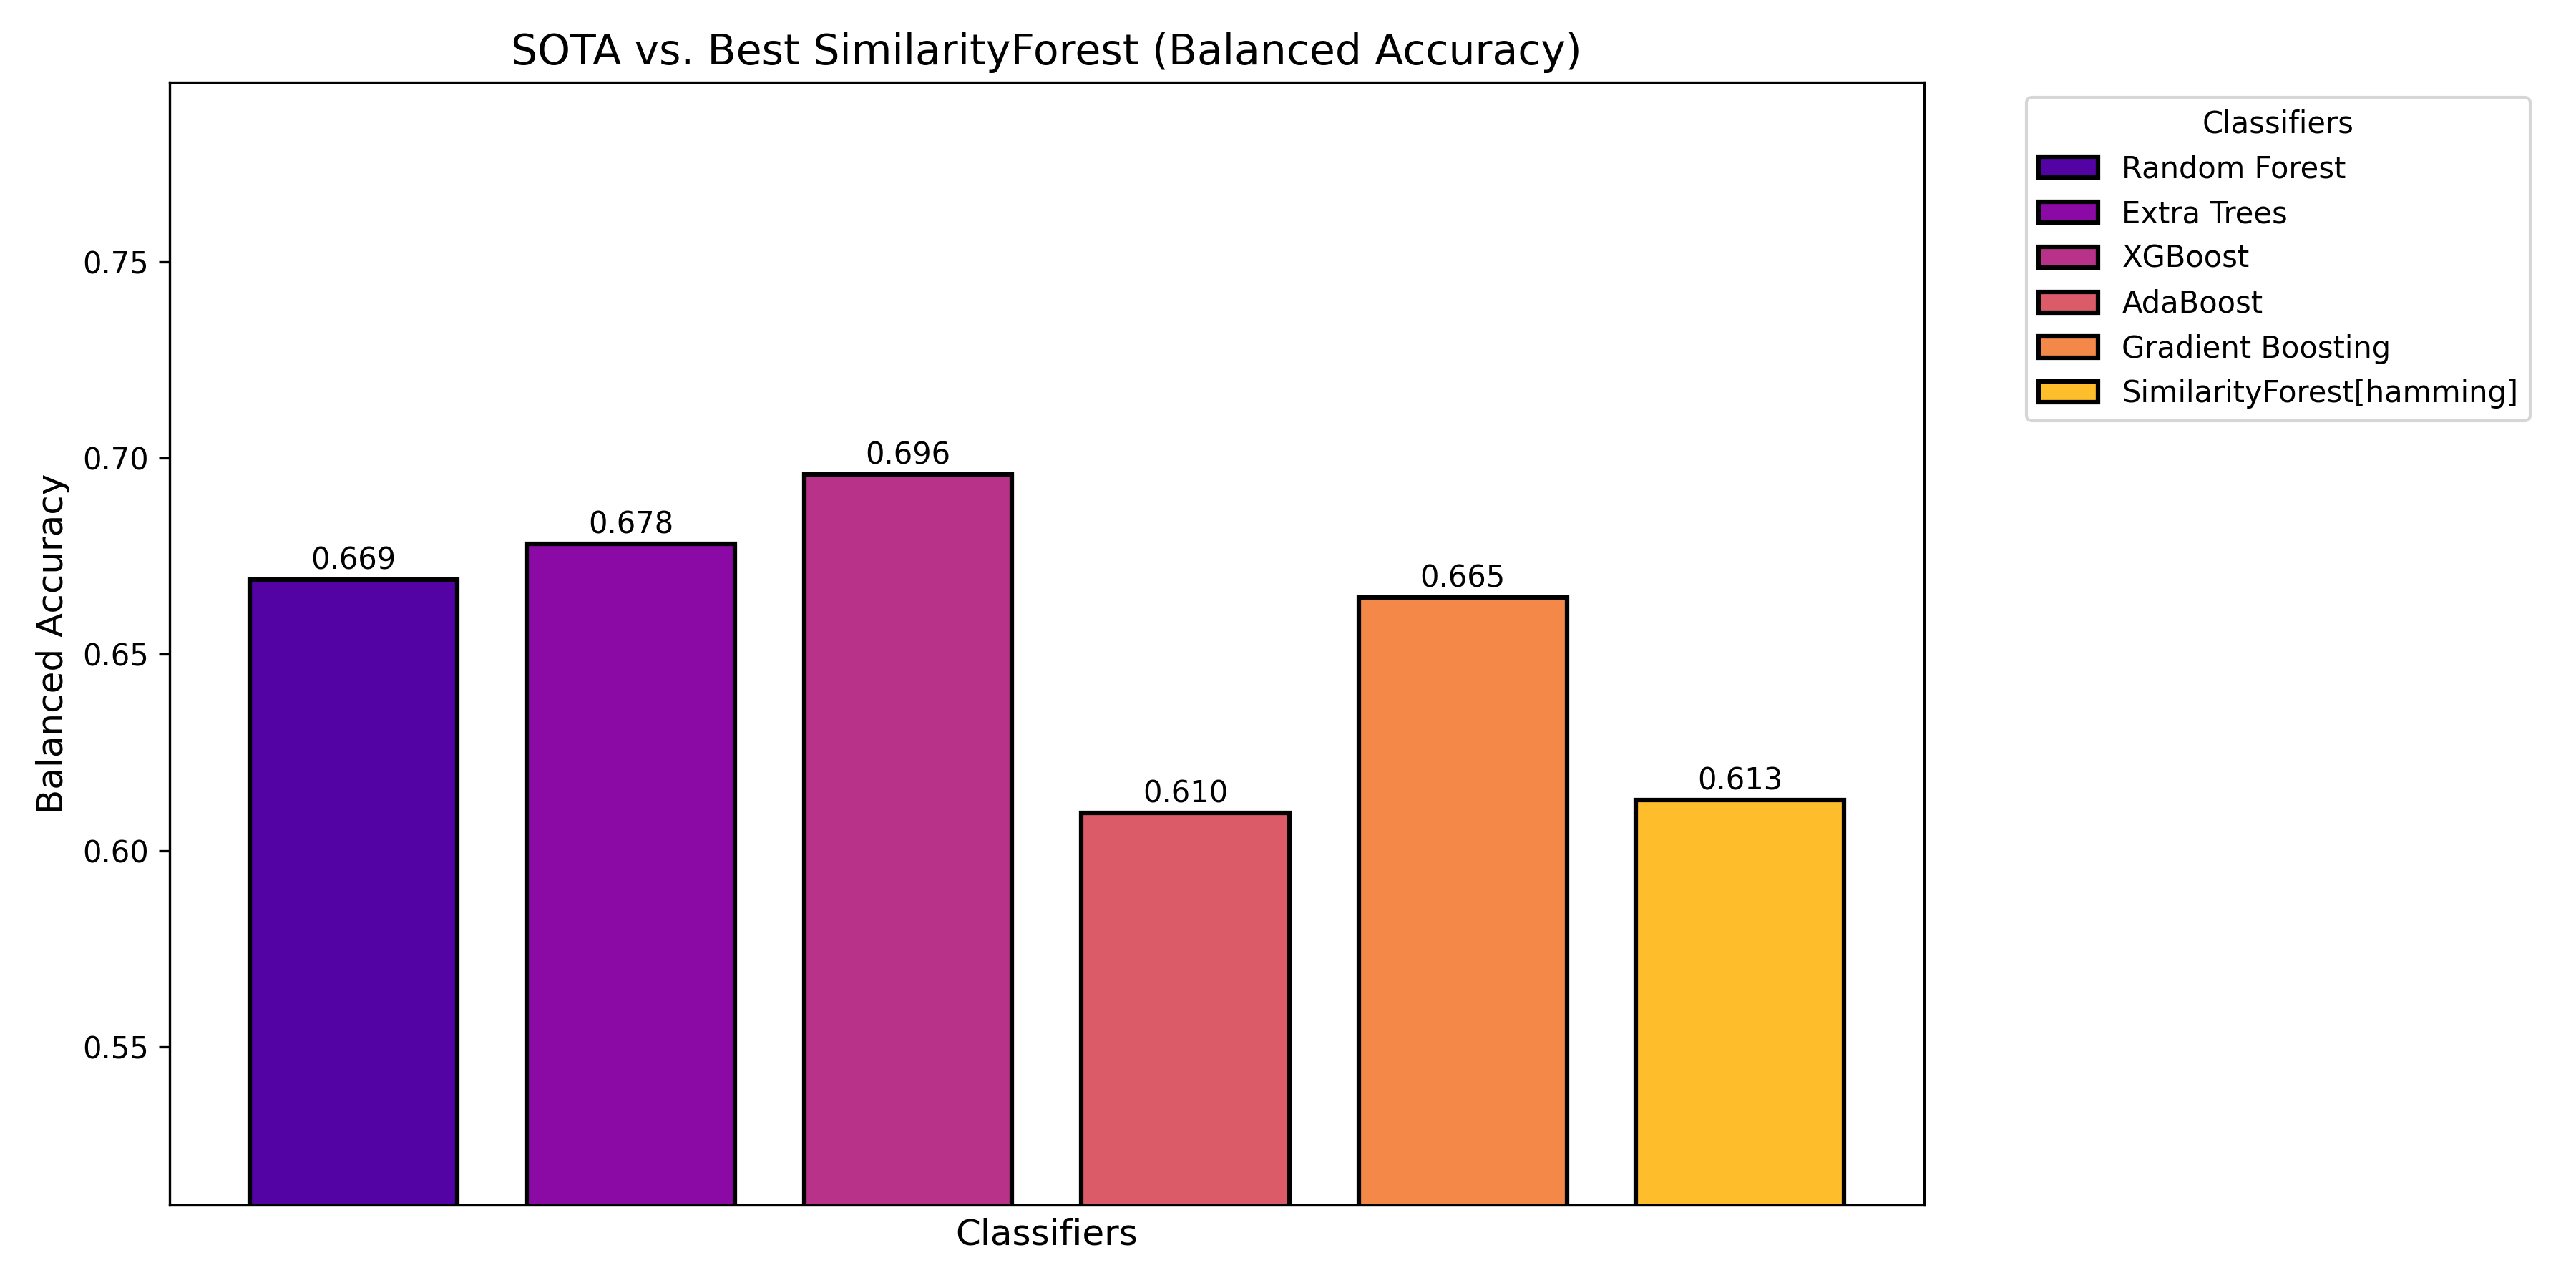 SOTA vs. Best SimilarityForest (Balanced Accuracy)
Balanced Accuracy
0.75
0.70
0.65
0.60
0.55
0.669
0.678
0.696
0.610
0.665
0.613
Classifiers
Classifiers
Random Forest
Extra Trees
XGBoost
AdaBoost
Gradient Boosting
SimilarityForest[hamming]